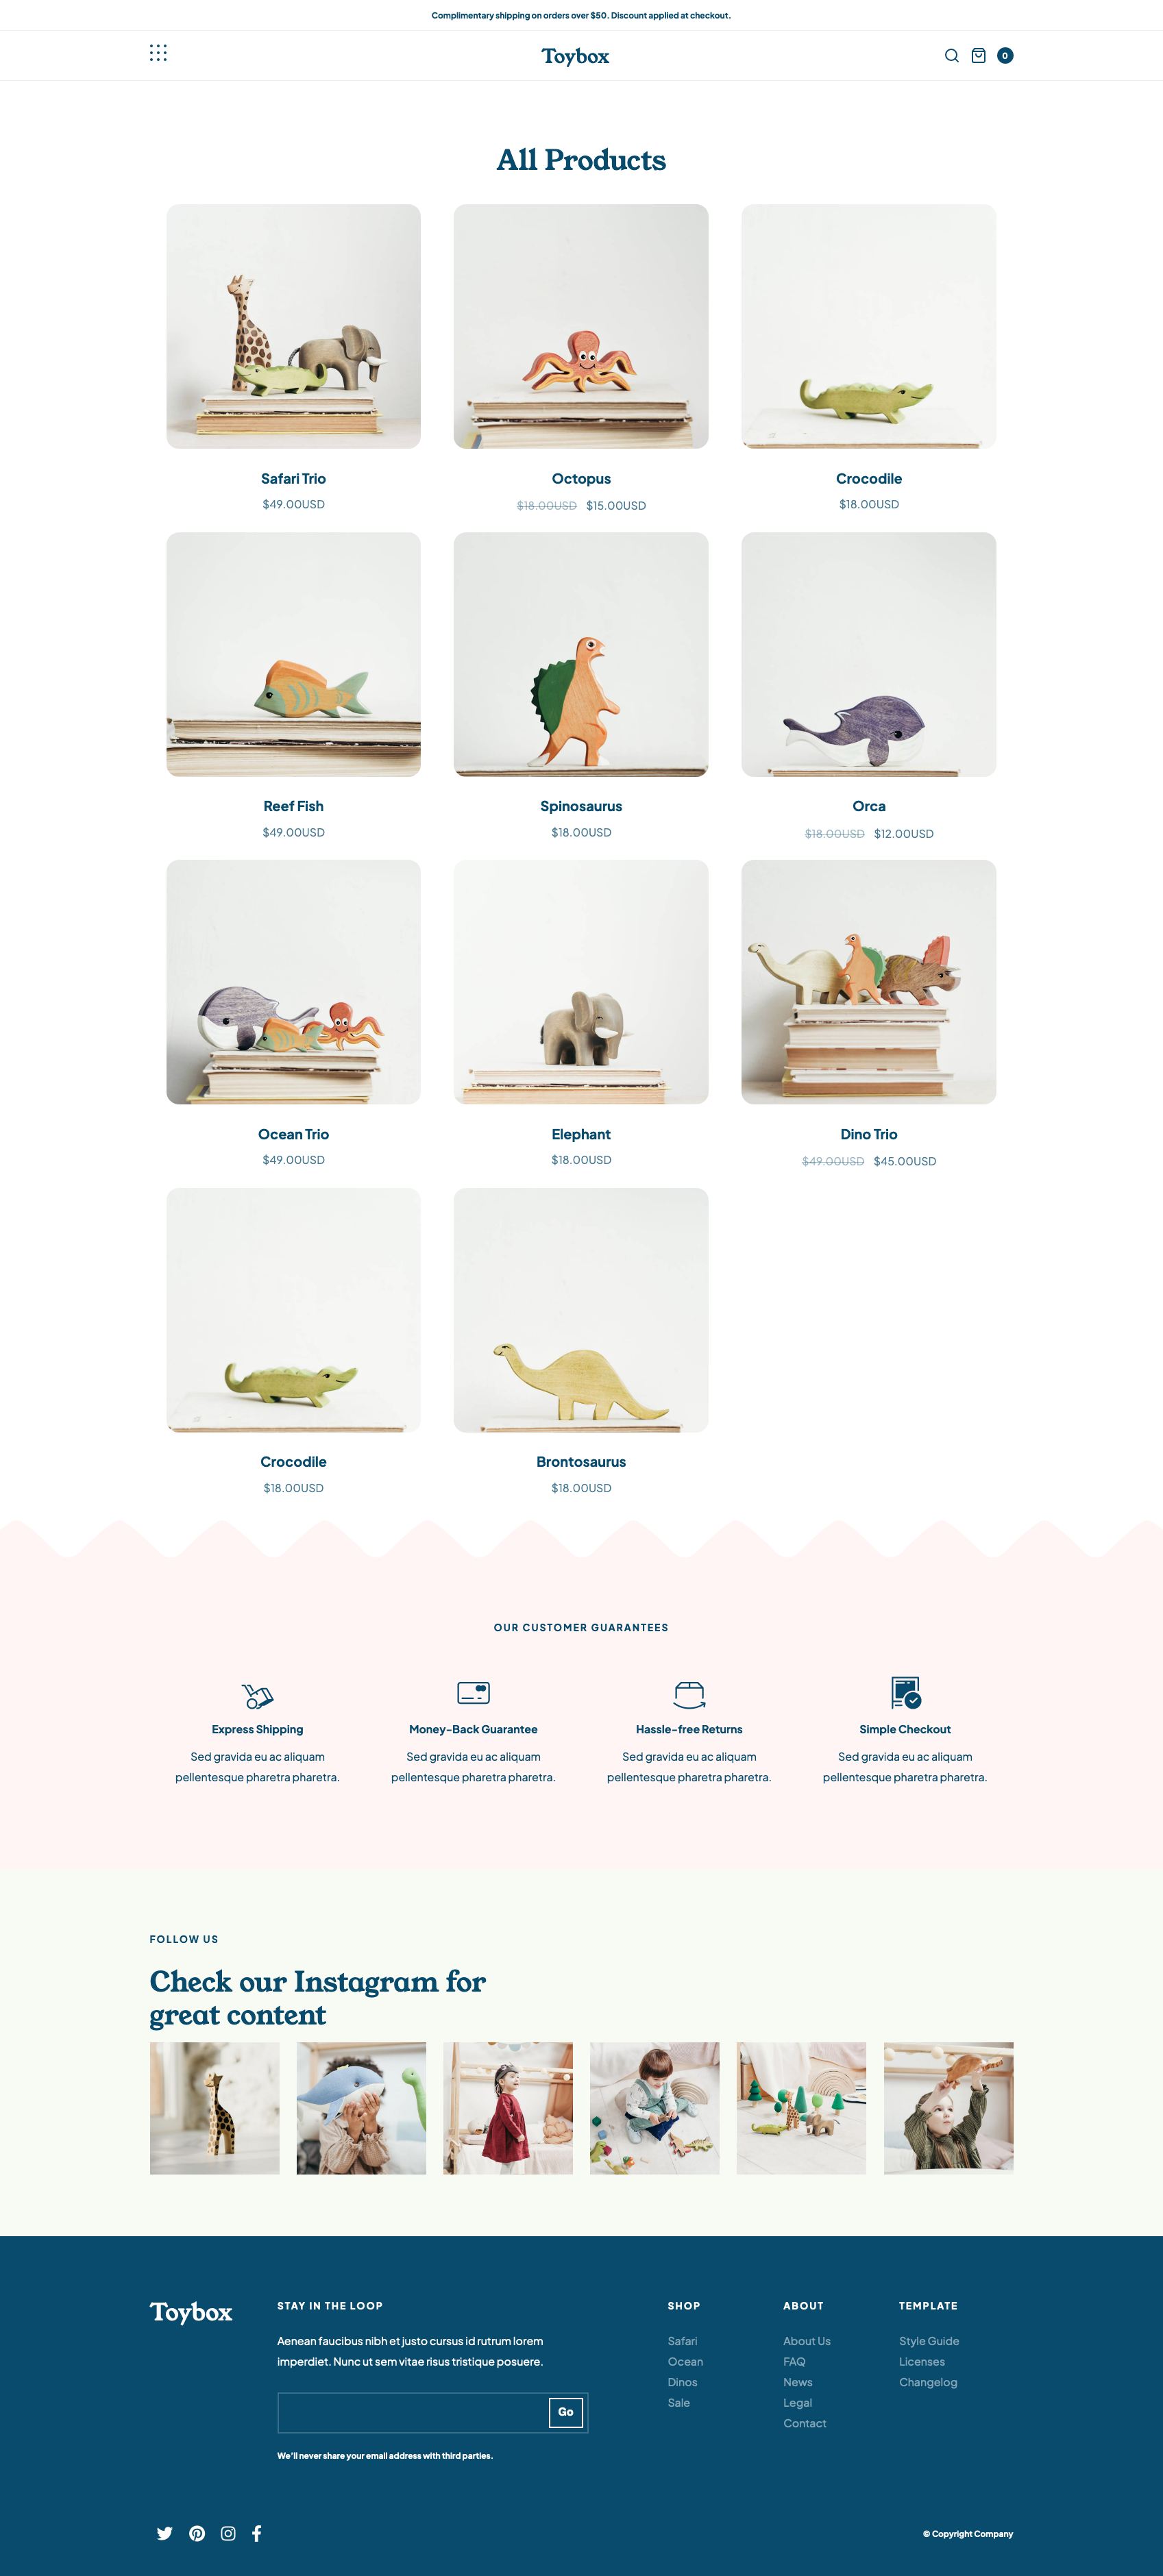 Complimentary shipping on orders over $50. Discount applied at checkout.
Toybox
0
All Products
Safari Trio
$49.00USD
Octopus
$18.00USD $15.00USD
Crocodile
$18.00USD
Reef Fish
$49.00USD
Spinosaurus
$18.00USD
Orca
$18.00USD $12.00USD
Ocean Trio
$49.00USD
Elephant
$18.00USD
Dino Trio
$49.00USD $45.00USD
Crocodile
$18.00USD
Brontosaurus
$18.00USD
OUR CUSTOMER GUARANTEES
Express Shipping
Sed gravida eu ac aliquam
pellentesque pharetra pharetra.
Money-Back Guarantee
Sed gravida eu ac aliquam
pellentesque pharetra pharetra.
Hassle-free Returns
Sed gravida eu ac aliquam
pellentesque pharetra pharetra.
Simple Checkout
Sed gravida eu ac aliquam
pellentesque pharetra pharetra.
FOLLOW US
Check our Instagram for
great content
Toybox
STAY IN THE LOOP
Aenean faucibus nibh et justo cursus id rutrum lorem
imperdiet. Nunc ut sem vitae risus tristique posuere.
Go
We'll never share your email address with third parties.
SHOP
Safari
Ocean
Dinos
Sale
ABOUT
About Us
FAQ
News
Legal
Contact
TEMPLATE
Style Guide
Licenses
Changelog
© Copyright Company